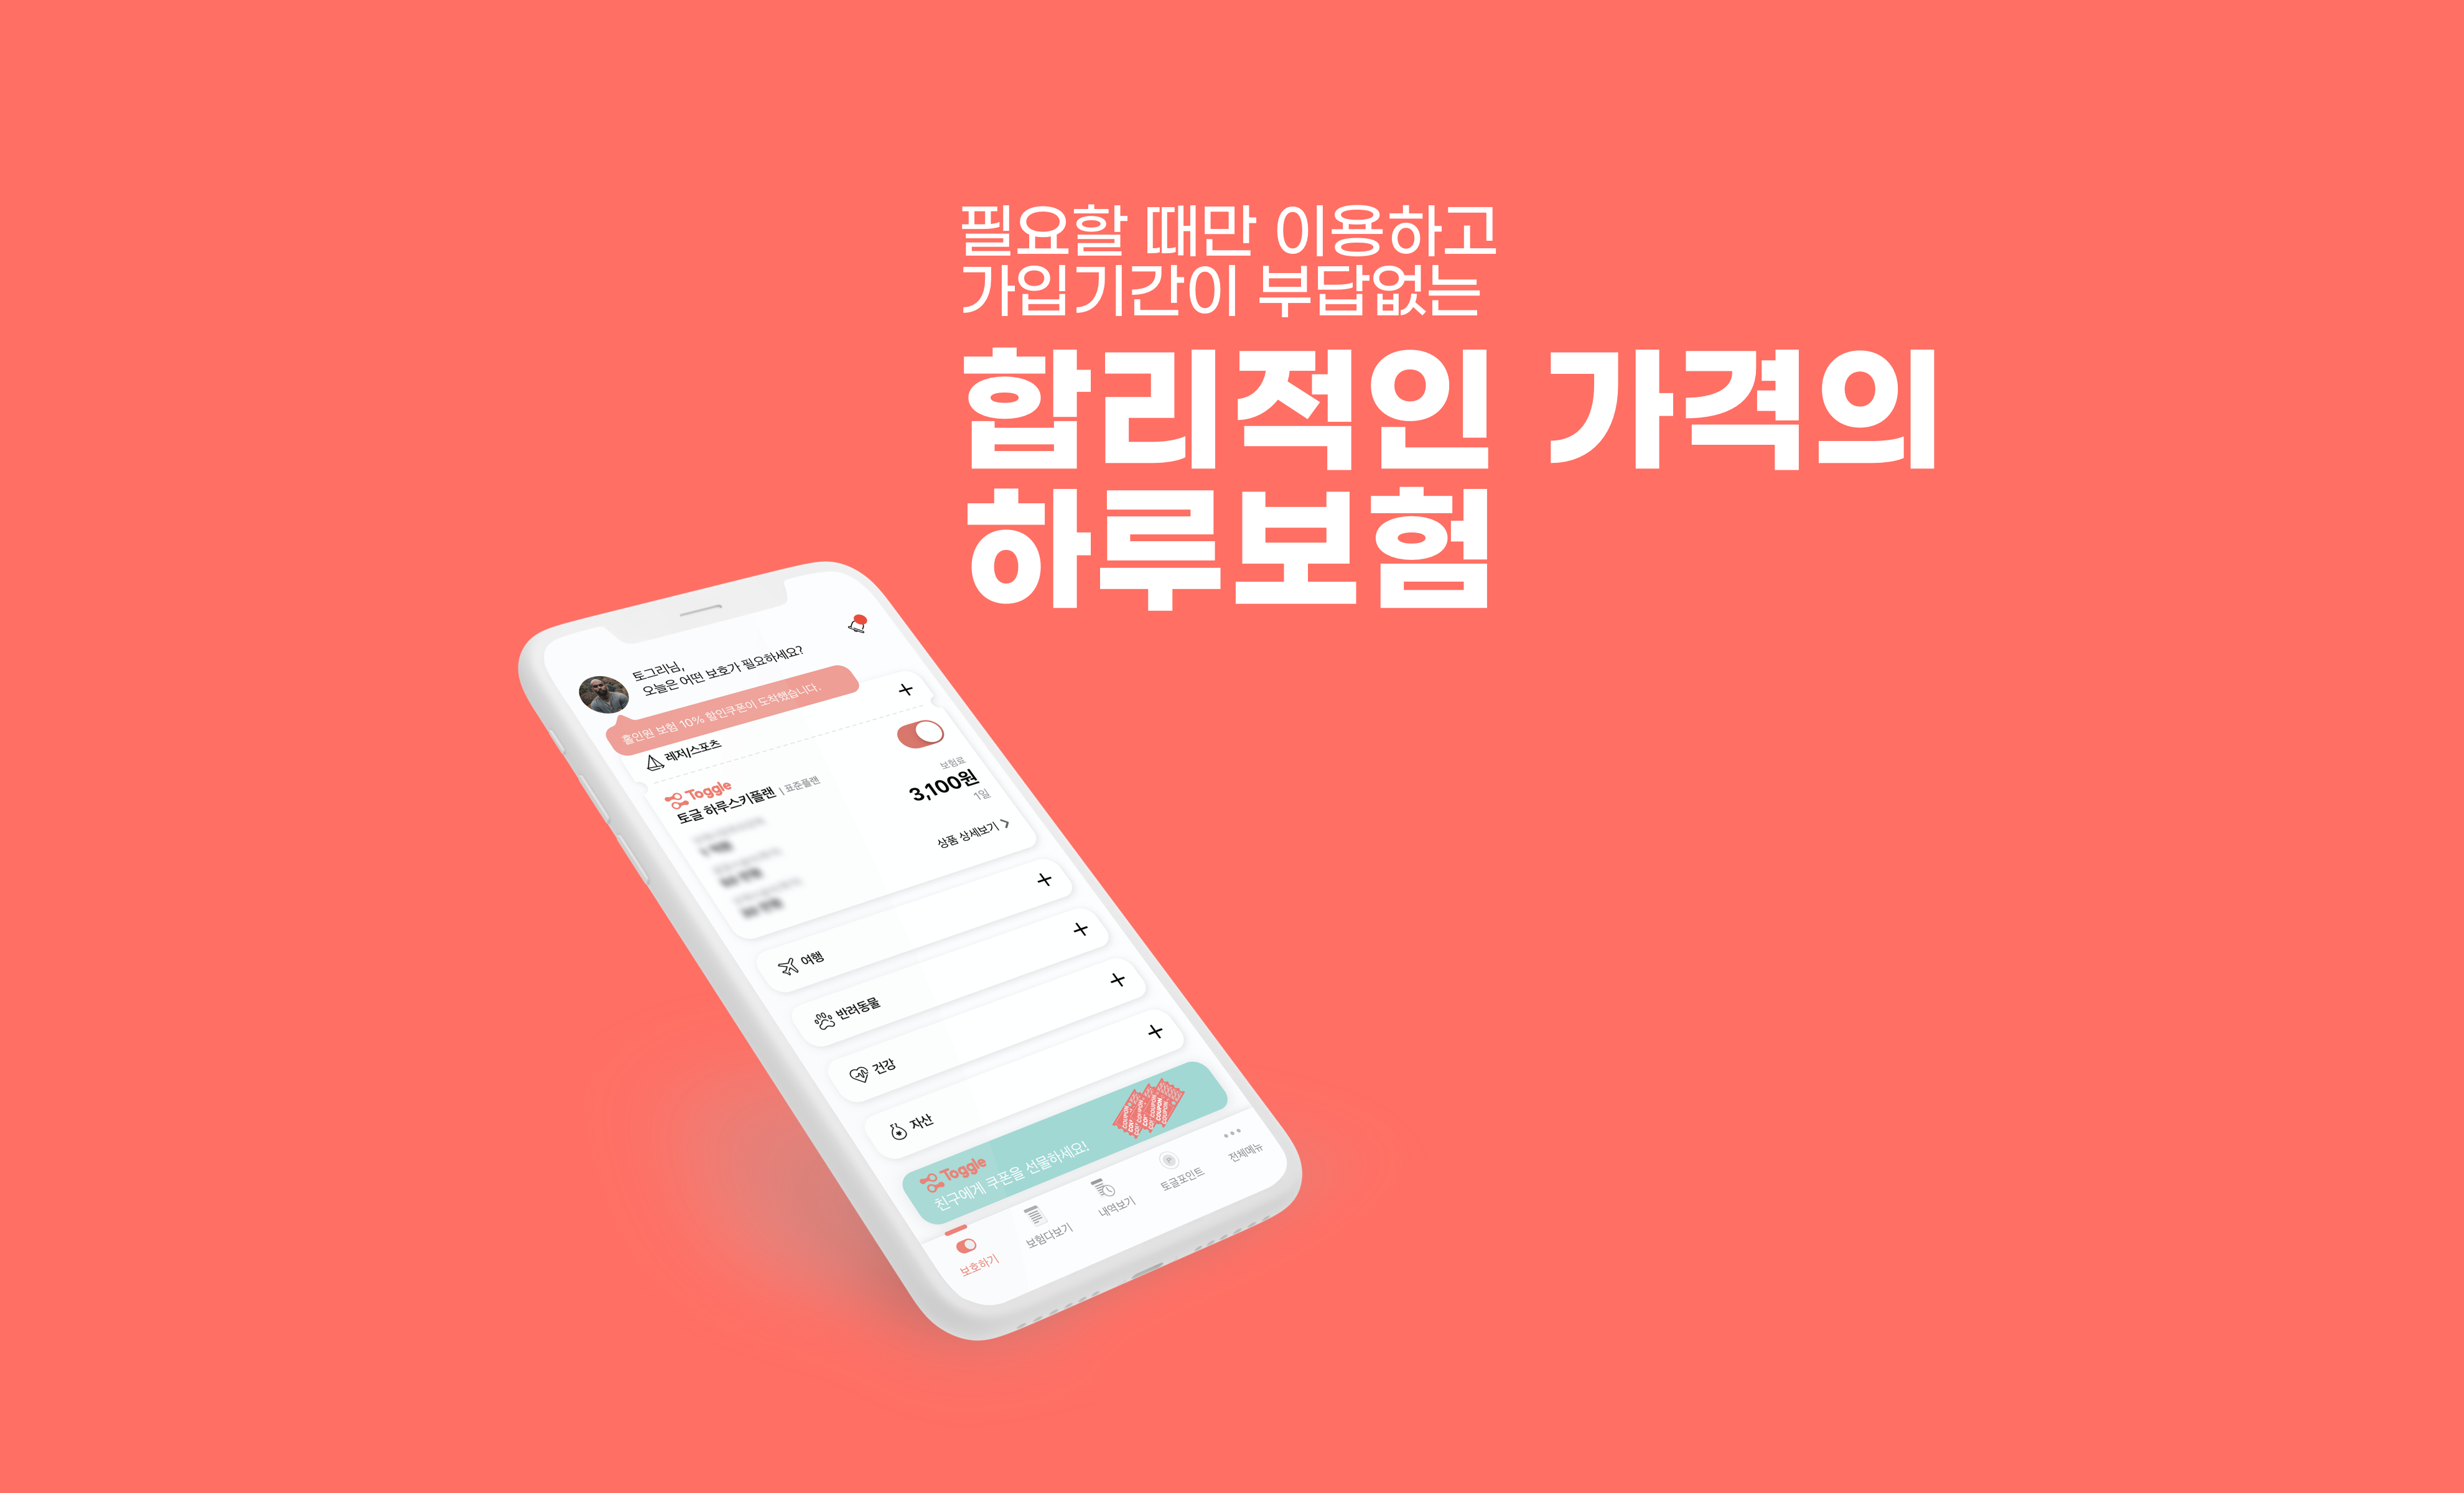 필요할 때만 이용하고
가입기간이 부답없는
합리적인 가격의
하루보험
토그리님,
오늘은 어떤 보호가 필요하세요?
홀인원 보험 10% 할인쿠폰이 도착했습니다.
레저/스포츠
Toggle
토글 하루스키플랜 | 표준플랜
보험료
3,100원
1일
상품 상세보기
여행
반려동물
건강
자산
Toggle
친구에게 쿠폰을 선물하세요!
COUPON
COUPON
COUPON
보호하기
보험다보기
내역보기
토글포인트
전체메뉴